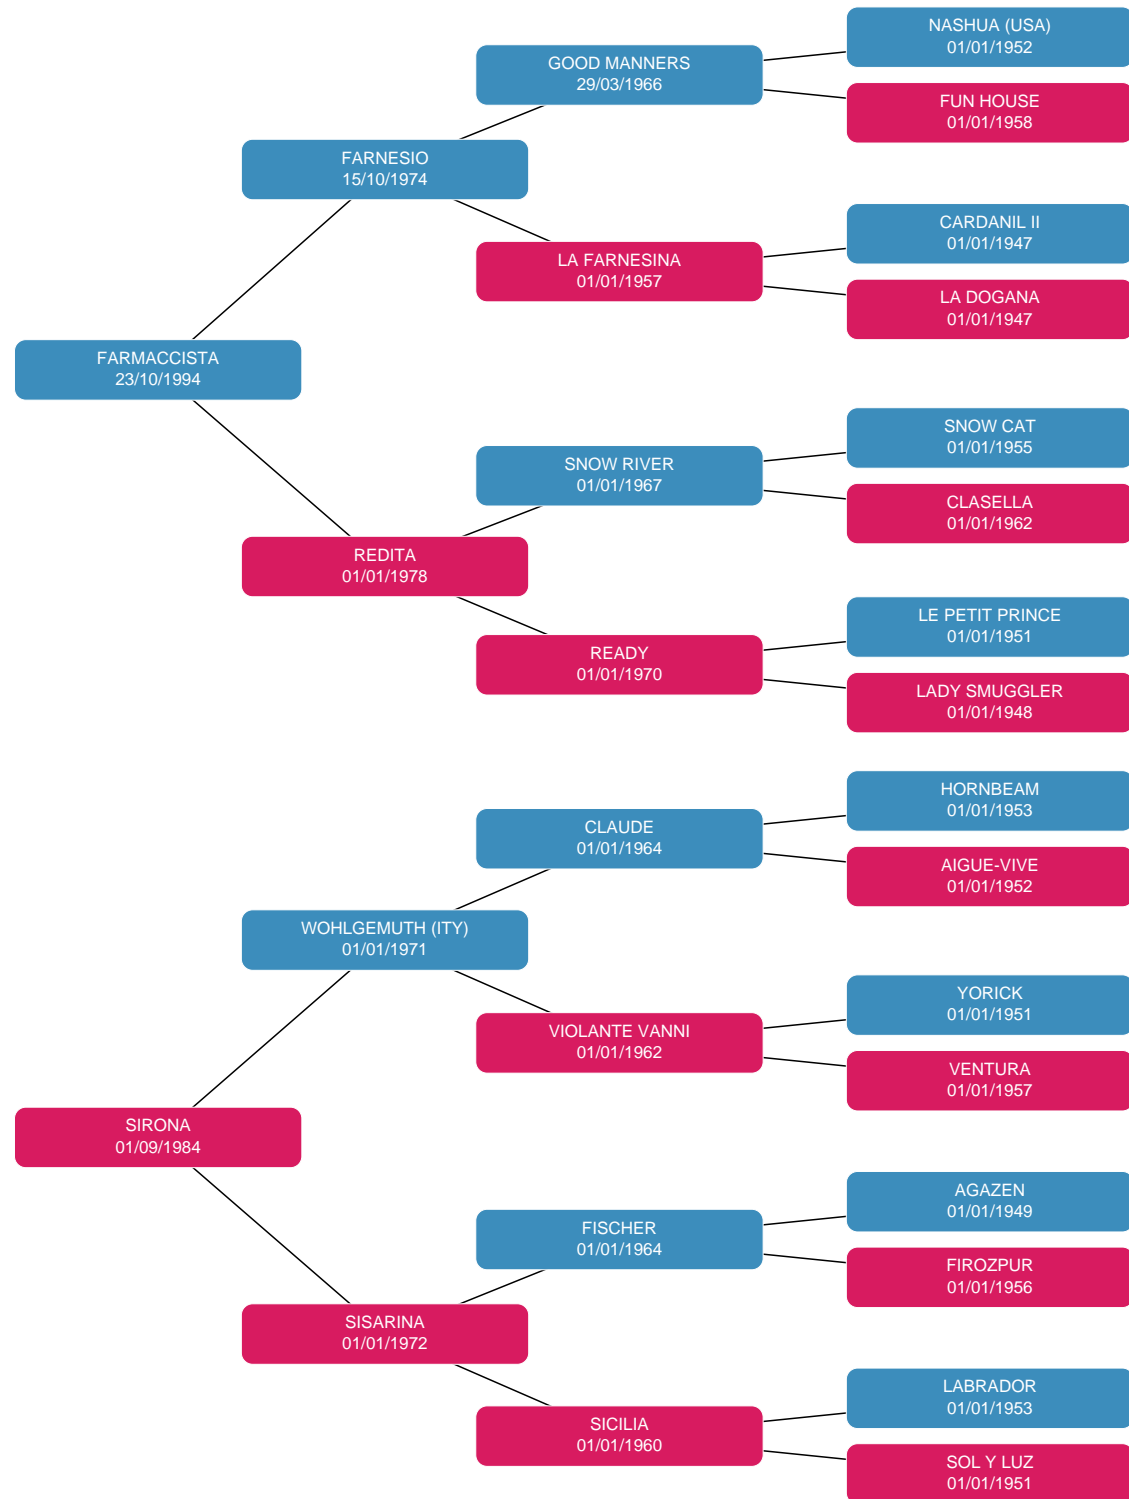 NASHUA (USA)
01/01/1952
GOOD MANNERS
29/03/1966
FUN HOUSE
01/01/1958
FARNESIO
15/10/1974
CARDANIL II
01/01/1947
LA FARNESINA
01/01/1957
LA DOGANA
01/01/1947
FARMACCISTA
23/10/1994
SNOW CAT
01/01/1955
SNOW RIVER
01/01/1967
CLASELLA
01/01/1962
REDITA
01/01/1978
LE PETIT PRINCE
01/01/1951
READY
01/01/1970
LADY SMUGGLER
01/01/1948
HORNBEAM
01/01/1953
CLAUDE
01/01/1964
AIGUE-VIVE
01/01/1952
WOHLGEMUTH (ITY)
01/01/1971
YORICK
01/01/1951
VIOLANTE VANNI
01/01/1962
VENTURA
01/01/1957
SIRONA
01/09/1984
AGAZEN
01/01/1949
FISCHER
01/01/1964
FIROZPUR
01/01/1956
SISARINA
01/01/1972
LABRADOR
01/01/1953
SICILIA
01/01/1960
SOL Y LUZ
01/01/1951